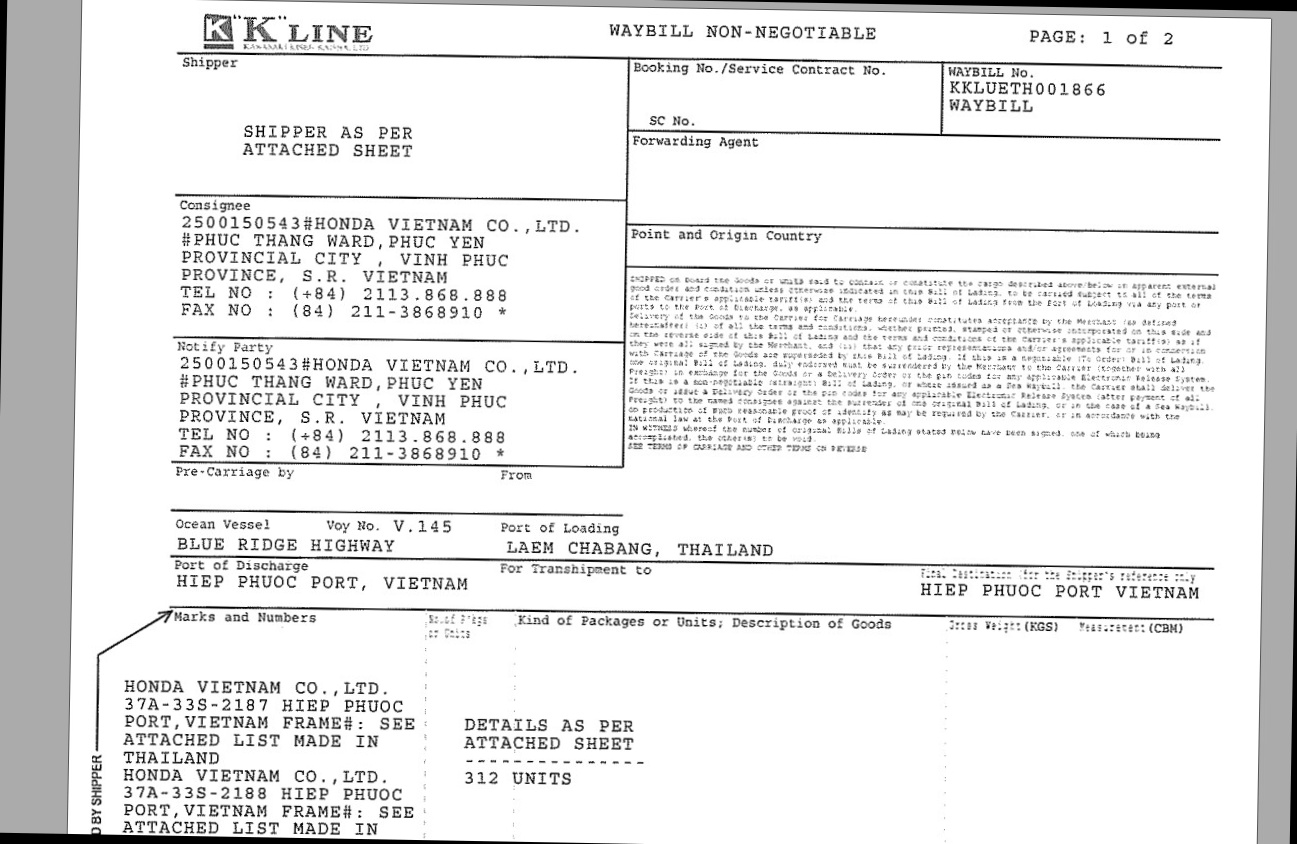 "K" LINE
KAWASAKI KISEN KAISHA, LTD.
WAYBILL NON-NEGOTIABLE
PAGE: 1 of 2
Shipper
SHIPPER AS PER
ATTACHED SHEET
Booking No./Service Contract No.
SC No.
WAYBILL No.
KKLUETH001866
WAYBILL
Forwarding Agent
Consignee
2500150543#HONDA VIETNAM CO.,LTD.
#PHUC THANG WARD,PHUC YEN
PROVINCIAL CITY , VINH PHUC
PROVINCE, S.R. VIETNAM
TEL NO : (+84) 2113.868.888
FAX NO : (84) 211-3868910 *
Point and Origin Country
SHIPPED on Board the Goods or units said to contain or constitute the cargo described above/below in apparent external
good order and condition unless otherwise indicated in this Bill of Lading, to be carried subject to all of the terms
of the Carrier's applicable tariff(s) and the terms of this Bill of Lading from the Port of Loading via any port or
ports to the Port of Discharge, as applicable.
Delivery of the Goods to the Carrier for Carriage hereunder constitutes acceptance by the Merchant (as defined
hereinafter) (i) of all the terms and conditions, whether printed, stamped or otherwise incorporated on this side and
on the reverse side of this Bill of Lading and the terms and conditions of the Carrier's applicable tariff(s) as if
they were all signed by the Merchant, and (ii) that any prior representations and/or agreements for or in connection
with Carriage of the Goods are superseded by this Bill of Lading. If this is a negotiable (To Order) Bill of Lading,
one original Bill of Lading, duly endorsed must be surrendered by the Merchant to the Carrier (together with all
Freight) in exchange for the Goods or a Delivery Order or the pin codes for any applicable Electronic Release System.
If this is a non-negotiable (straight) Bill of Lading, or where issued as a Sea Waybill, the Carrier shall deliver the
Goods or issue a Delivery Order or the pin codes for any applicable Electronic Release System (after payment of all
Freight) to the named consignee against the surrender of one original Bill of Lading, or in the case of a Sea Waybill,
on production of such reasonable proof of identify as may be required by the Carrier, or in accordance with the
national law at the Port of Discharge as applicable.
IN WITNESS whereof the number of original Bills of Lading stated below have been signed, one of which being
accomplished, the other(s) to be void.
SEE TERMS OF CARRIAGE AND OTHER TERMS ON REVERSE
Notify Party
2500150543#HONDA VIETNAM CO.,LTD.
#PHUC THANG WARD,PHUC YEN
PROVINCIAL CITY , VINH PHUC
PROVINCE, S.R. VIETNAM
TEL NO : (+84) 2113.868.888
FAX NO : (84) 211-3868910 *
Pre-Carriage by
From
Ocean Vessel
Voy No. V.145
Port of Loading
BLUE RIDGE HIGHWAY
LAEM CHABANG, THAILAND
Port of Discharge
For Transhipment to
Final Destination (for the Shipper's reference only
HIEP PHUOC PORT, VIETNAM
HIEP PHUOC PORT VIETNAM
Marks and Numbers
No.of P'kgs
or Units
Kind of Packages or Units; Description of Goods
Gross Weight(KGS)
Measurement(CBM)
HONDA VIETNAM CO.,LTD.
37A-33S-2187 HIEP PHUOC
PORT,VIETNAM FRAME#: SEE
ATTACHED LIST MADE IN
THAILAND
HONDA VIETNAM CO.,LTD.
37A-33S-2188 HIEP PHUOC
PORT,VIETNAM FRAME#: SEE
ATTACHED LIST MADE IN
DETAILS AS PER
ATTACHED SHEET
---------------
312 UNITS
D BY SHIPPER